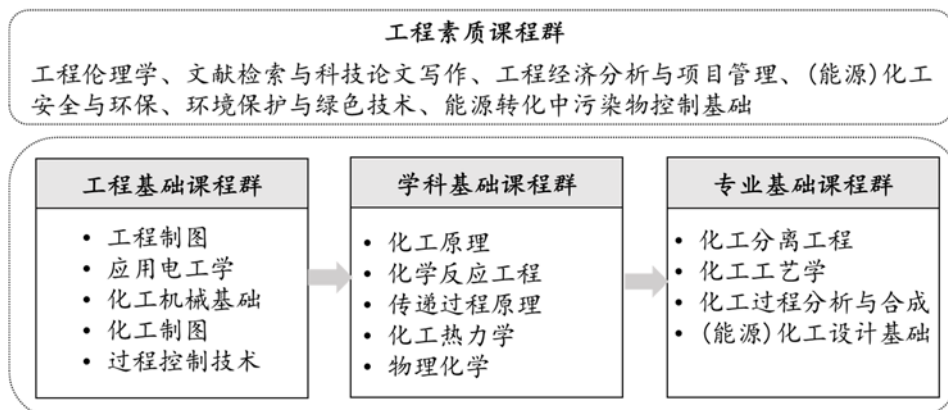 工程素质课程群
工程伦理学、文献检索与科技论文写作、工程经济分析与项目管理、(能源)化工
安全与环保、环境保护与绿色技术、能源转化中污染物控制基础
工程基础课程群
• 工程制图
• 应用电工学
• 化工机械基础
• 化工制图
• 过程控制技术
学科基础课程群
• 化工原理
• 化学反应工程
• 传递过程原理
• 化工热力学
• 物理化学
专业基础课程群
• 化工分离工程
• 化工工艺学
• 化工过程分析与合成
• (能源)化工设计基础